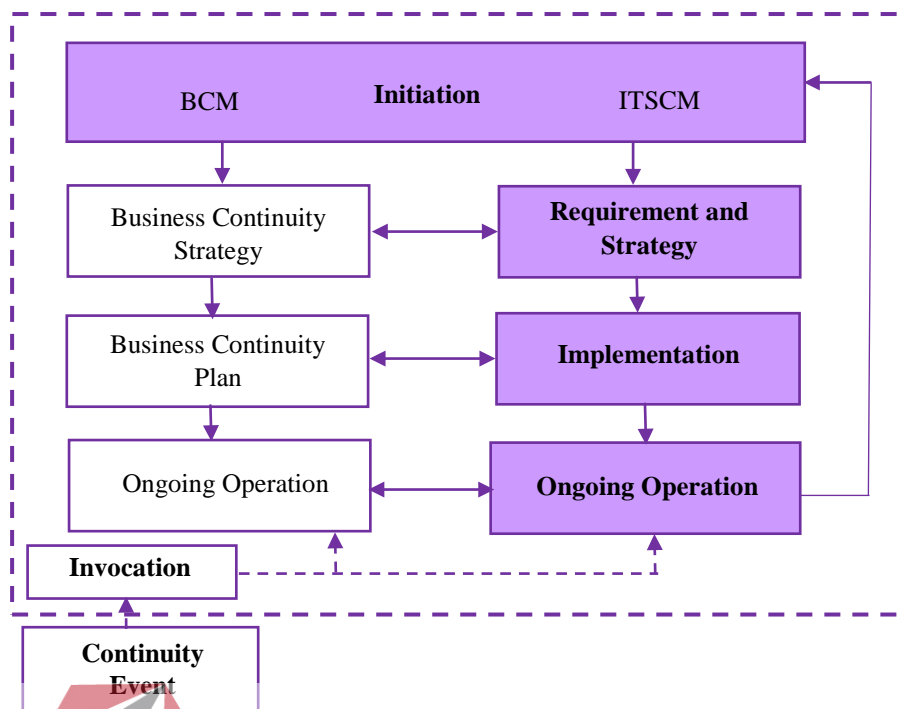 Initiation
BCM
ITSCM
Business Continuity
Strategy
Requirement and
Strategy
Business Continuity
Plan
Implementation
Ongoing Operation
Ongoing Operation
Invocation
Continuity
Event